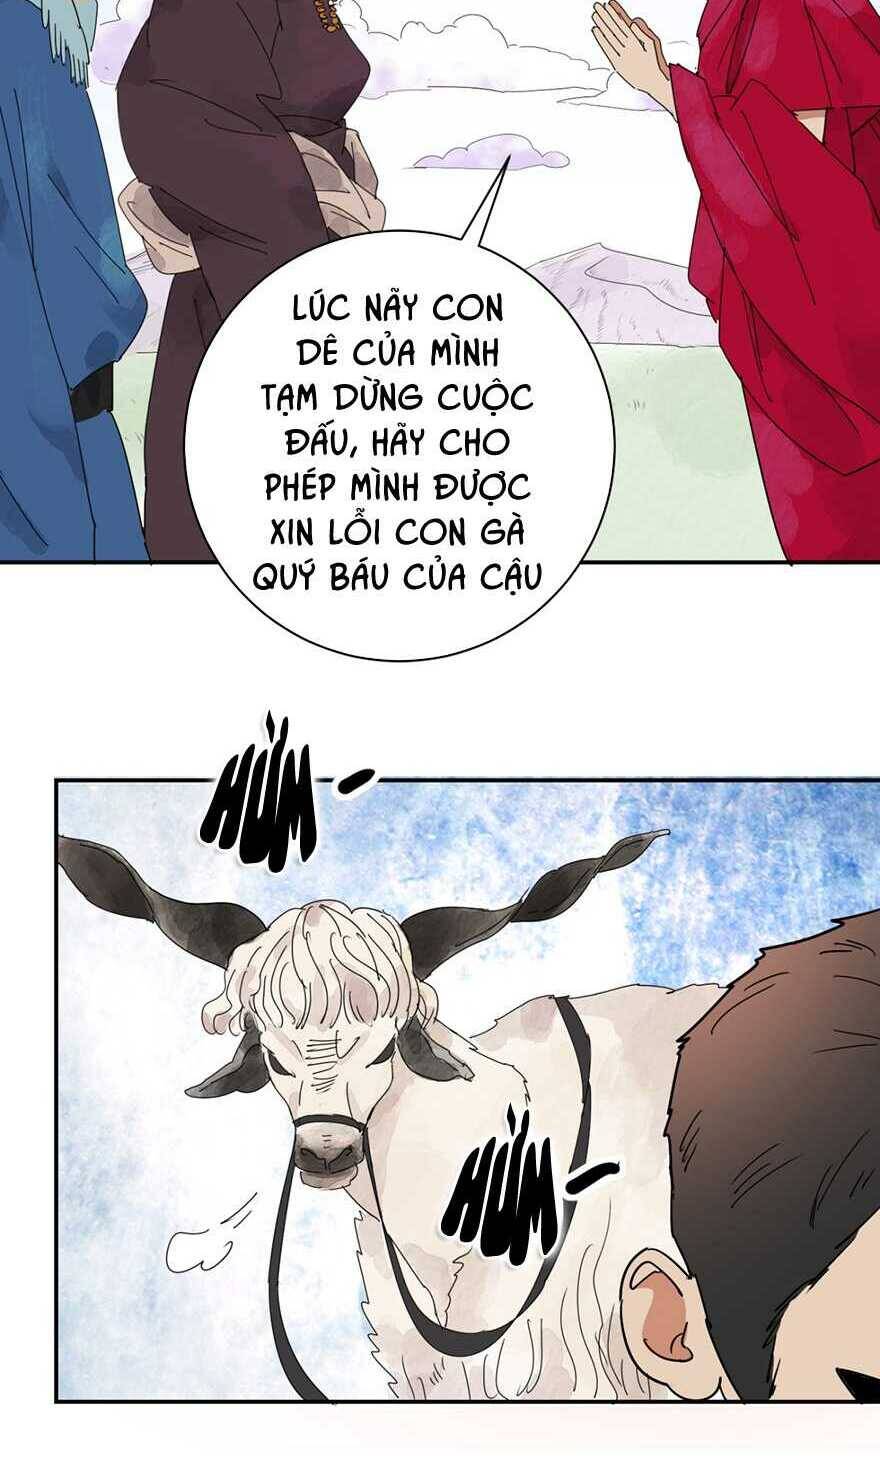 LÚC NÃY CON
DÊ CỦA MÌNH
TẠM DỪNG CUỘC
ĐẤU, HÃY CHO
PHÉP MÌNH ĐƯỢC
XIN LỖI CON GÀ
QUÝ BÁU CỦA CẬU
HỪM -
HỪM -